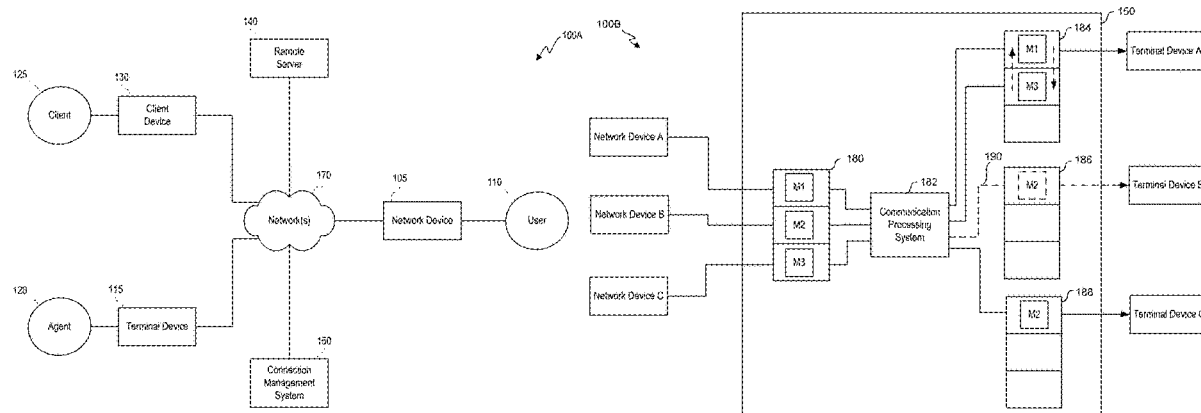 100A
140
Remote
Server
125
Client
130
Client
Device
170
Network(s)
105
Network Device
110
User
120
Agent
115
Terminal Device
150
Connection
Management
System
100B
150
Network Device A
Network Device B
Network Device C
180
M1
M2
M3
182
Communication
Processing
System
184
M1
M3
Terminal Device A
190
186
M2
Terminal Device B
188
M2
Terminal Device C